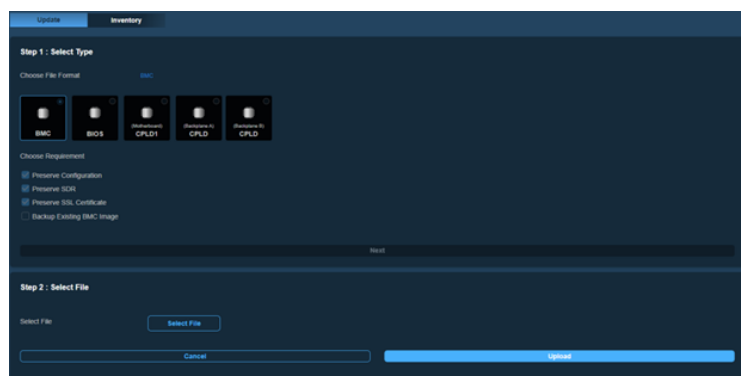 Update Inventory
Step 1 : Select Type
Choose File Format BMC
(Motherboard) (Backplane A) (Backplane B)
BMC BIOS CPLD1 CPLD CPLD
Choose Requirement
Preserve Configuration
Preserve SDR
Preserve SSL Certificate
Backup Existing BMC Image
Next
Step 2 : Select File
Select File Select File
Cancel Upload